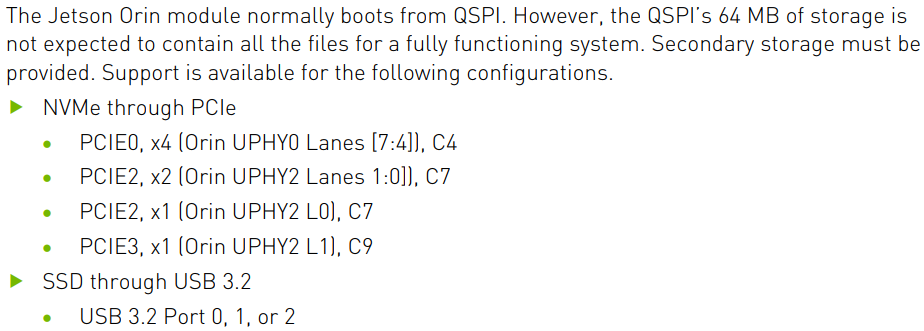 The Jetson Orin module normally boots from QSPI. However, the QSPI's 64 MB of storage is
not expected to contain all the files for a fully functioning system. Secondary storage must be
provided. Support is available for the following configurations.
NVMe through PCIe
PCIE0, x4 (Orin UPHY0 Lanes [7:4]), C4
PCIE2, x2 (Orin UPHY2 Lanes 1:0]), C7
PCIE2, x1 (Orin UPHY2 L0), C7
PCIE3, x1 (Orin UPHY2 L1), C9
SSD through USB 3.2
USB 3.2 Port 0, 1, or 2